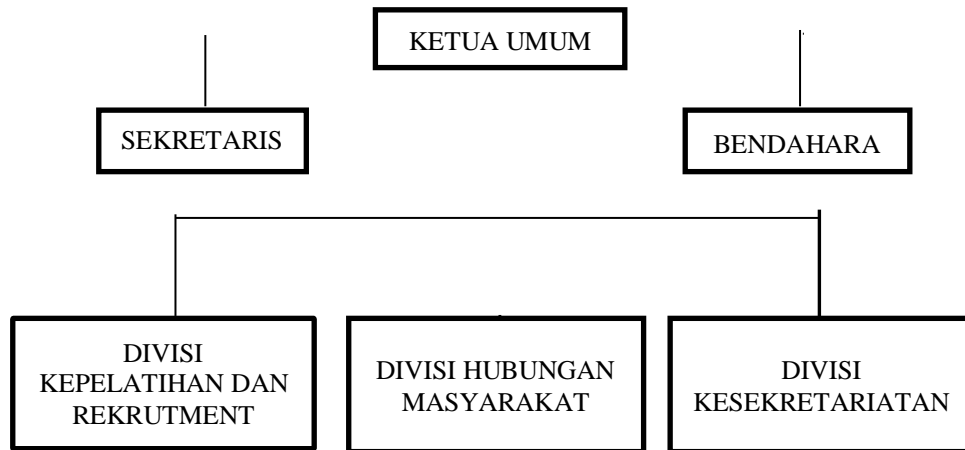 KETUA UMUM
SEKRETARIS
BENDAHARA
DIVISI
KEPELATIHAN DAN
REKRUTMENT
DIVISI HUBUNGAN
MASYARAKAT
DIVISI
KESEKRETARIATAN